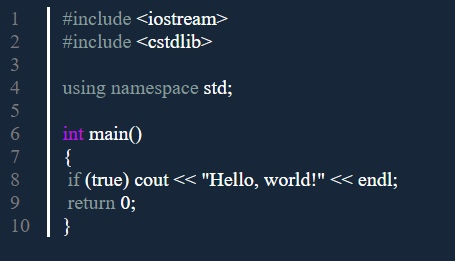 1 #include <iostream>
2 #include <cstdlib>
3
4 using namespace std;
5
6 int main()
7 {
8 if (true) cout << "Hello, world!" << endl;
9 return 0;
10 }